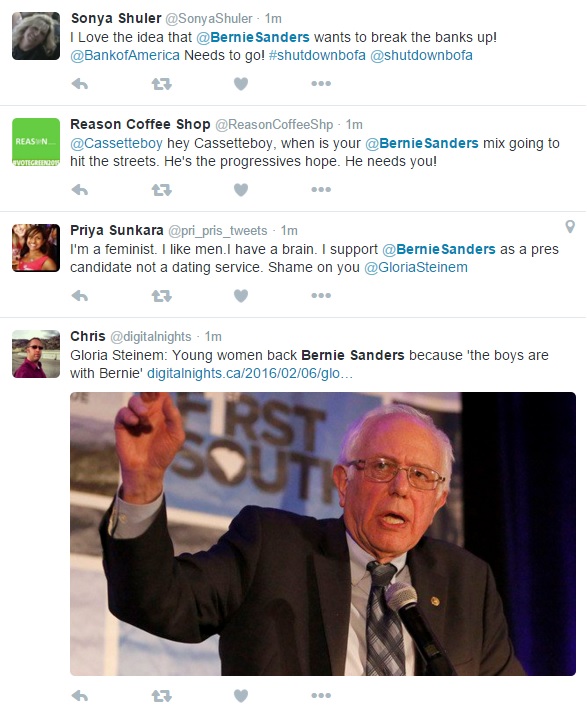 Sonya Shuler @SonyaShuler · 1m
I Love the idea that @BernieSanders wants to break the banks up!
@BankofAmerica Needs to go! #shutdownbofa @shutdownbofa
REASON...
#VOTEGREEN2015
Reason Coffee Shop @ReasonCoffeeShp · 1m
@Cassetteboy hey Cassetteboy, when is your @BernieSanders mix going to
hit the streets. He's the progressives hope. He needs you!
Priya Sunkara @pri_pris_tweets · 1m
I'm a feminist. I like men.I have a brain. I support @BernieSanders as a pres
candidate not a dating service. Shame on you @GloriaSteinem
Chris @digitalnights · 1m
Gloria Steinem: Young women back Bernie Sanders because 'the boys are
with Bernie' digitalnights.ca/2016/02/06/glo…
SOUTH